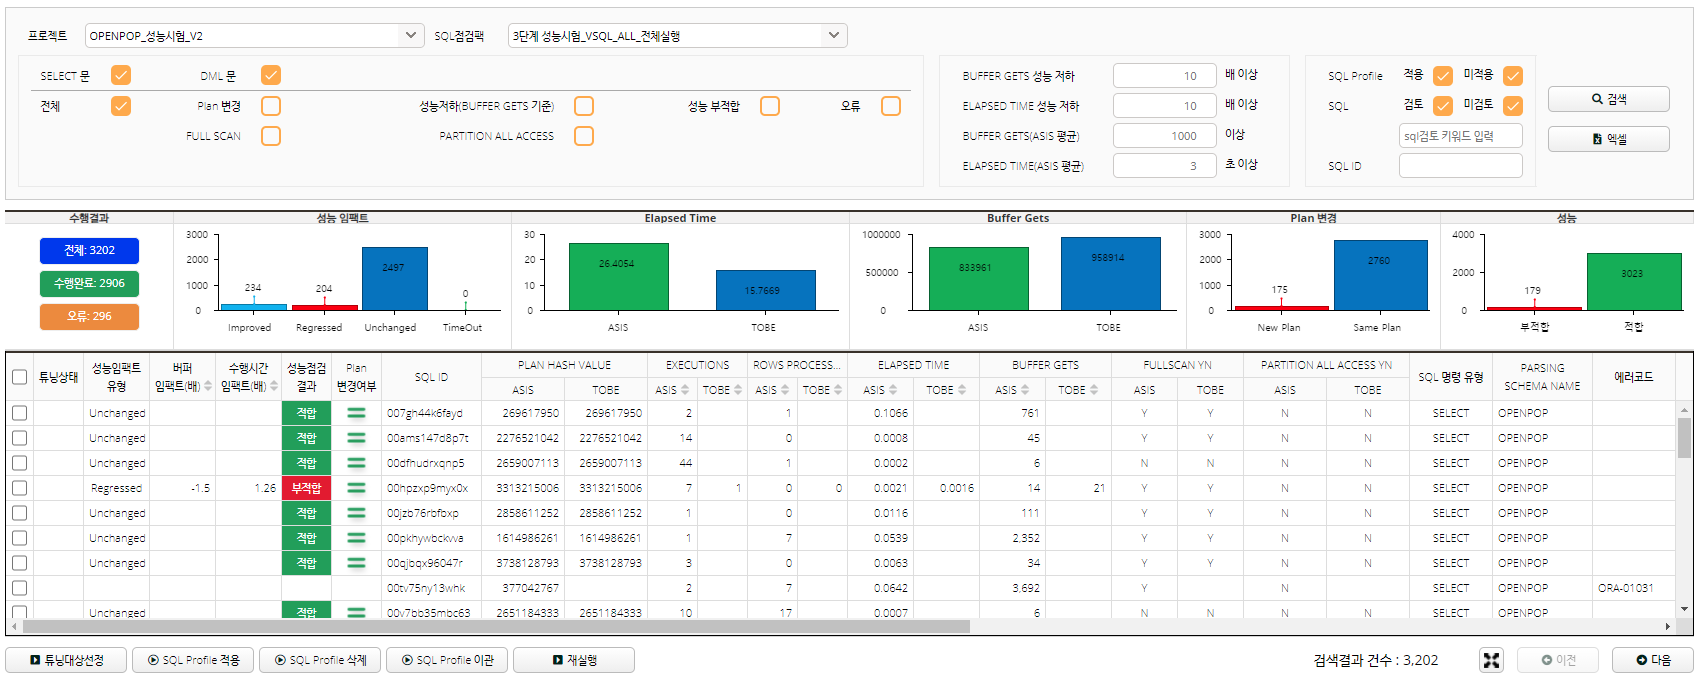 프로젝트 OPENPOP_성능시험_V2 SQL점검팩 3단계 성능시험_VSQL_ALL_전체실행
SELECT 문 DML 문
전체 Plan 변경 성능저하(BUFFER GETS 기준) 성능 부적합 오류
FULL SCAN PARTITION ALL ACCESS
BUFFER GETS 성능 저하 10 배 이상
ELAPSED TIME 성능 저하 10 배 이상
BUFFER GETS(ASIS 평균) 1000 이상
ELAPSED TIME(ASIS 평균) 3 초 이상
SQL Profile 적용 미적용
SQL 검토 미검토
sql검토 키워드 입력
SQL ID
검색
엑셀
수행결과
전체: 3202
수행완료: 2906
오류: 296
성능 임팩트
3000
2000
1000
0
234 204 2497 0
Improved Regressed Unchanged TimeOut
Elapsed Time
30
20
10
0
26.4054 15.7669
ASIS TOBE
Buffer Gets
1000000
500000
0
833961 958914
ASIS TOBE
Plan 변경
3000
2000
1000
0
175 2760
New Plan Same Plan
성능
4000
2000
0
179 3023
부적합 적합
튜닝상태 성능임팩트 유형 버퍼 임팩트(배) 수행시간 임팩트(배) 성능점검 결과 Plan 변경여부 SQL ID PLAN HASH VALUE EXECUTIONS ROWS PROCESS... ELAPSED TIME BUFFER GETS FULLSCAN YN PARTITION ALL ACCESS YN SQL 명령 유형 PARSING SCHEMA NAME 에러코드
ASIS TOBE ASIS TOBE ASIS TOBE ASIS TOBE ASIS TOBE ASIS TOBE ASIS TOBE
Unchanged 적합 007gh44k6fayd 269617950 269617950 2 1 0.1066 761 Y Y N N SELECT OPENPOP
Unchanged 적합 00ams147d8p7t 2276521042 2276521042 14 0 0.0008 45 Y Y N N SELECT OPENPOP
Unchanged 적합 00dfhudrxqnp5 2659007113 2659007113 44 1 0.0002 6 N N N N SELECT OPENPOP
Regressed -1.5 1.26 부적합 00hpzxp9myx0x 3313215006 3313215006 7 1 0 0 0.0021 0.0016 14 21 Y Y N N SELECT OPENPOP
Unchanged 적합 00jzb76rbfbxp 2858611252 2858611252 1 0 0.0116 111 Y Y N N SELECT OPENPOP
Unchanged 적합 00pkhywbckvva 1614986261 1614986261 1 7 0.0539 2,352 Y Y N N SELECT OPENPOP
Unchanged 적합 00qjbqx96047r 3738128793 3738128793 3 0 0.0063 34 Y Y N N SELECT OPENPOP
00tv75ny13whk 377042767 2 7 0.0642 3,692 Y N SELECT OPENPOP ORA-01031
Unchanged 적합 00v7bb35mbc63 2651184333 2651184333 10 17 0.0007 6 N N N N SELECT OPENPOP
튜닝대상선정 SQL Profile 적용 SQL Profile 삭제 SQL Profile 이관 재실행 검색결과 건수 : 3,202 이전 다음